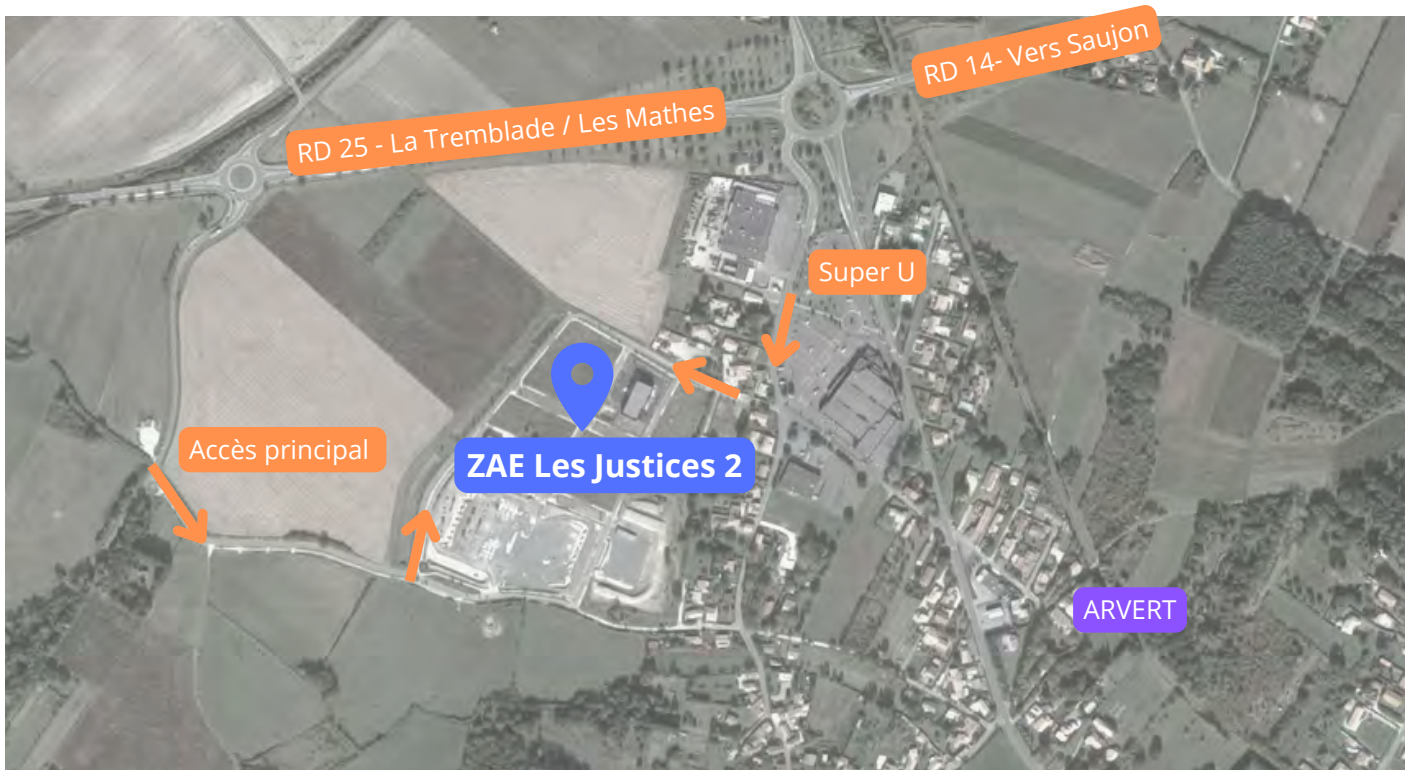 RD 14- Vers Saujon
RD 25 - La Tremblade / Les Mathes
Super U
Accès principal
ZAE Les Justices 2
ARVERT